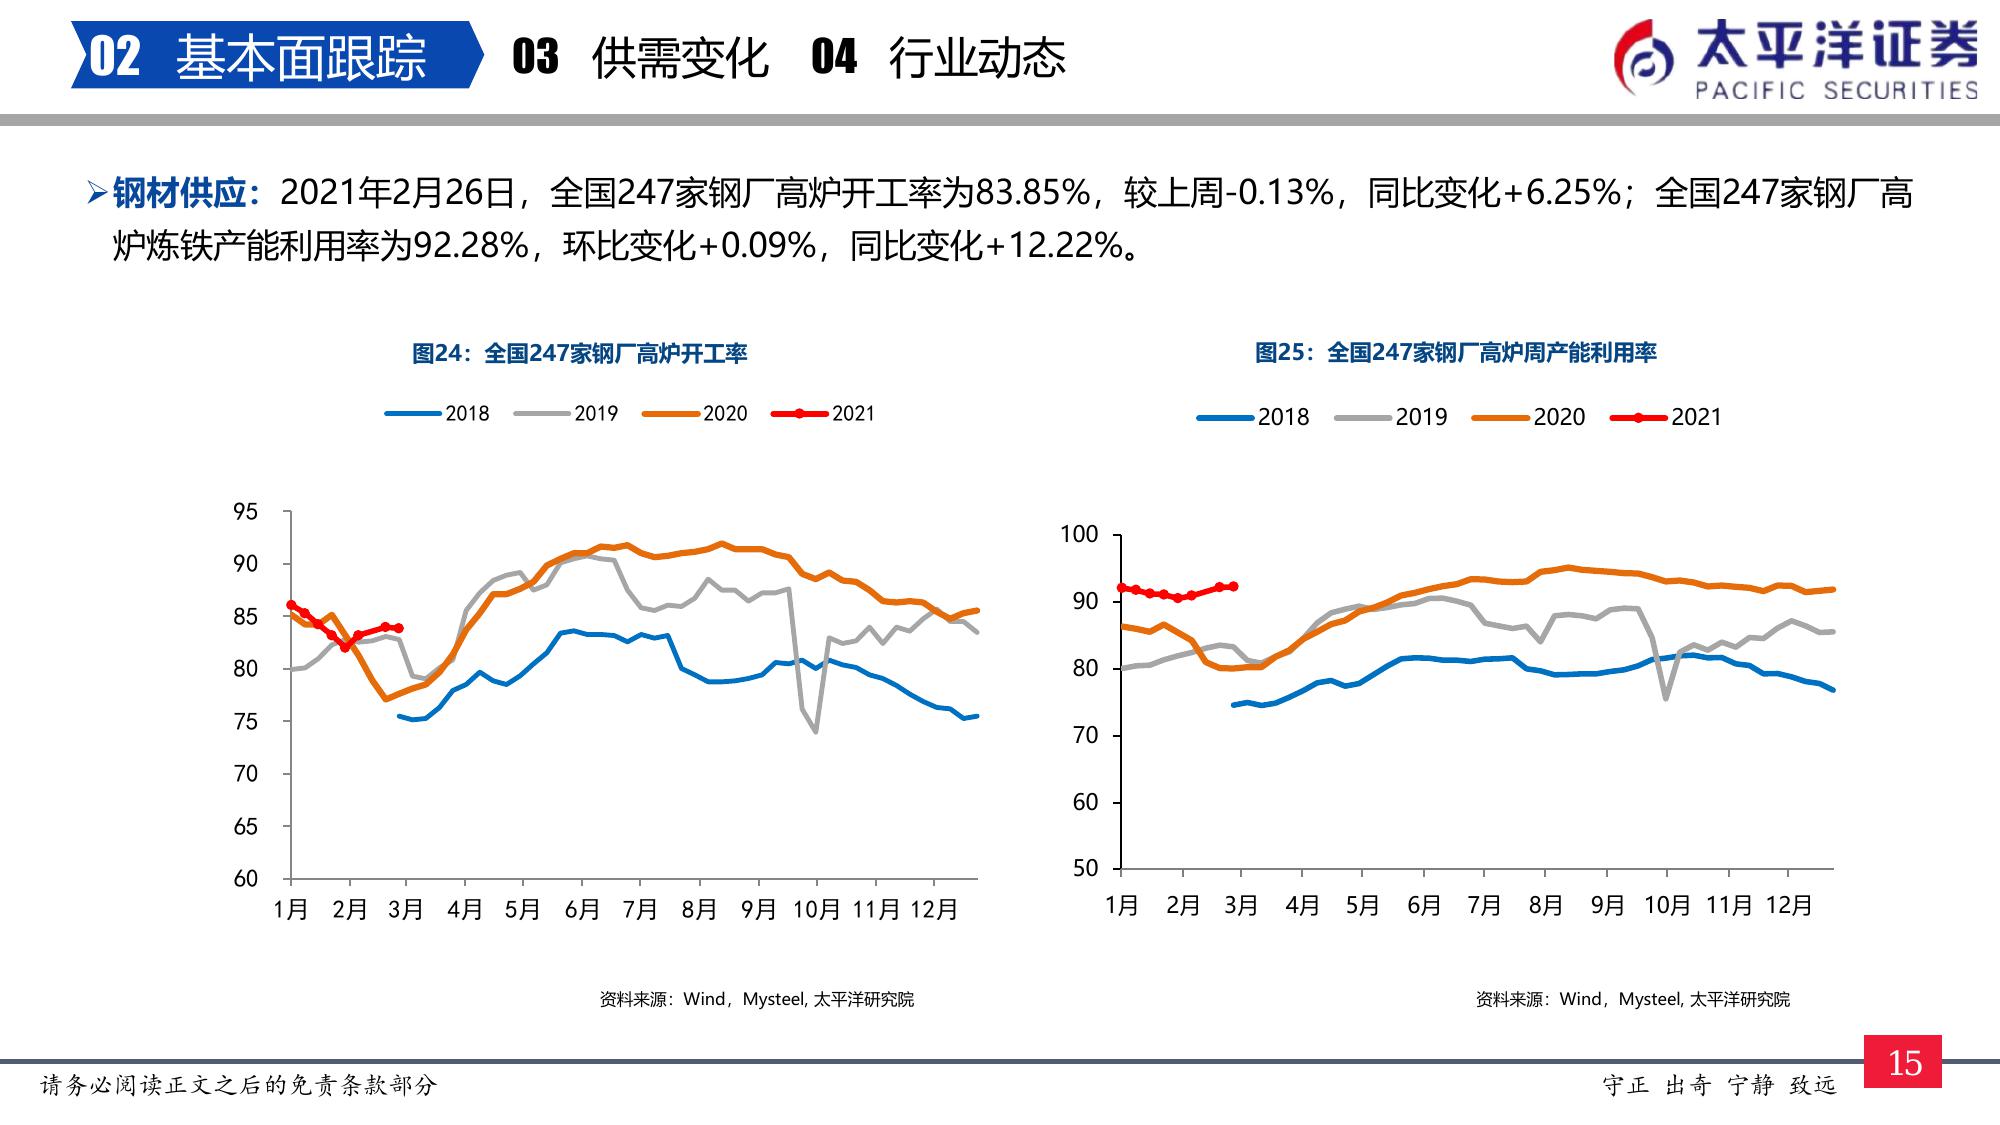 02 基本面跟踪 03 供需变化 04 行业动态
太平洋证券
PACIFIC SECURITIES
➢钢材供应：2021年2月26日，全国247家钢厂高炉开工率为83.85%，较上周-0.13%，同比变化+6.25%；全国247家钢厂高
炉炼铁产能利用率为92.28%，环比变化+0.09%，同比变化+12.22%。
图24：全国247家钢厂高炉开工率
2018 2019 2020 2021
95
90
85
80
75
70
65
60
1月 2月 3月 4月 5月 6月 7月 8月 9月 10月 11月 12月
资料来源：Wind，Mysteel, 太平洋研究院
图25：全国247家钢厂高炉周产能利用率
2018 2019 2020 2021
100
90
80
70
60
50
1月 2月 3月 4月 5月 6月 7月 8月 9月 10月 11月 12月
资料来源：Wind，Mysteel, 太平洋研究院
请务必阅读正文之后的免责条款部分
守正 出奇 宁静 致远
15